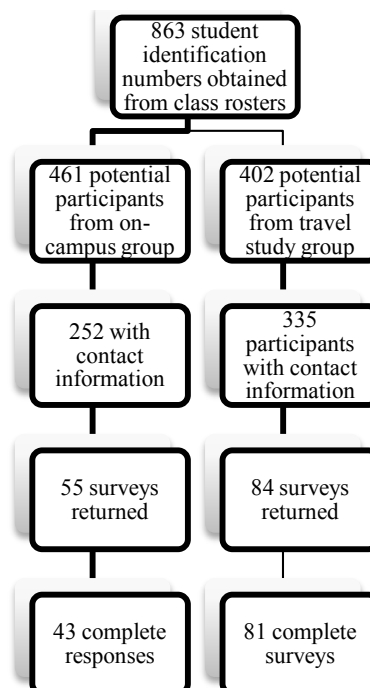 863 student
identification
numbers obtained
from class rosters
461 potential
participants
from on-
campus group
402 potential
participants
from travel
study group
252 with
contact
information
335
participants
with contact
information
55 surveys
returned
84 surveys
returned
43 complete
responses
81 complete
surveys